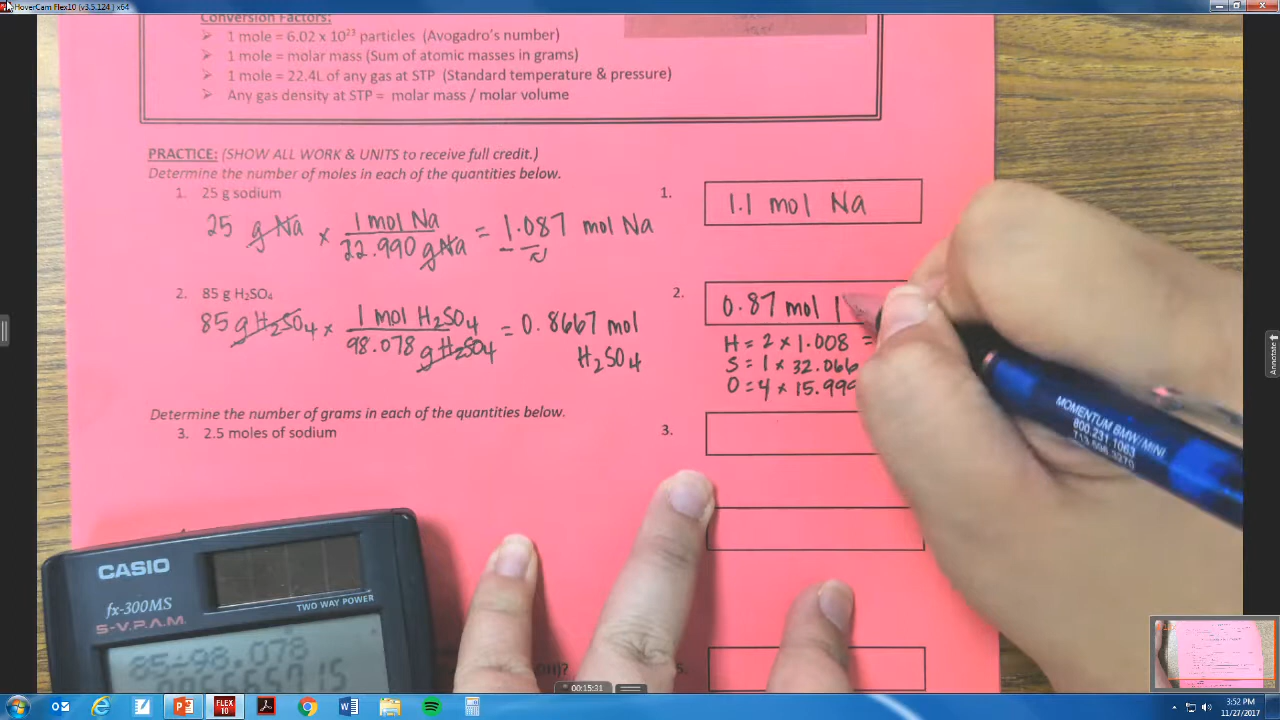 HoverCam Flex10 (v3.5.124 ) x64
Conversion Factors:
➢ 1 mole = 6.02 x 10²³ particles (Avogadro's number)
➢ 1 mole = molar mass (Sum of atomic masses in grams)
➢ 1 mole = 22.4L of any gas at STP (Standard temperature & pressure)
➢ Any gas density at STP = molar mass / molar volume
PRACTICE: (SHOW ALL WORK & UNITS to receive full credit.)
Determine the number of moles in each of the quantities below.
1. 25 g sodium
1.
1.1 mol Na
25 g Na × 1 mol Na / 22.990 g Na = 1.087 mol Na
2. 85 g H₂SO₄
2.
0.87 mol
85 g H₂SO₄ × 1 mol H₂SO₄ / 98.078 g H₂SO₄ = 0.8667 mol
H₂SO₄
H = 2 × 1.008 =
S = 1 × 32.066
O = 4 × 15.999
Determine the number of grams in each of the quantities below.
3. 2.5 moles of sodium
3.
5.
MOMENTUM BMW/MINI
800 231 1063
CASIO
fx-300MS
TWO WAY POWER
S-V.P.A.M.
85÷98.078
Annotate
00:15:31
FLEX
10
3:52 PM
11/27/2017